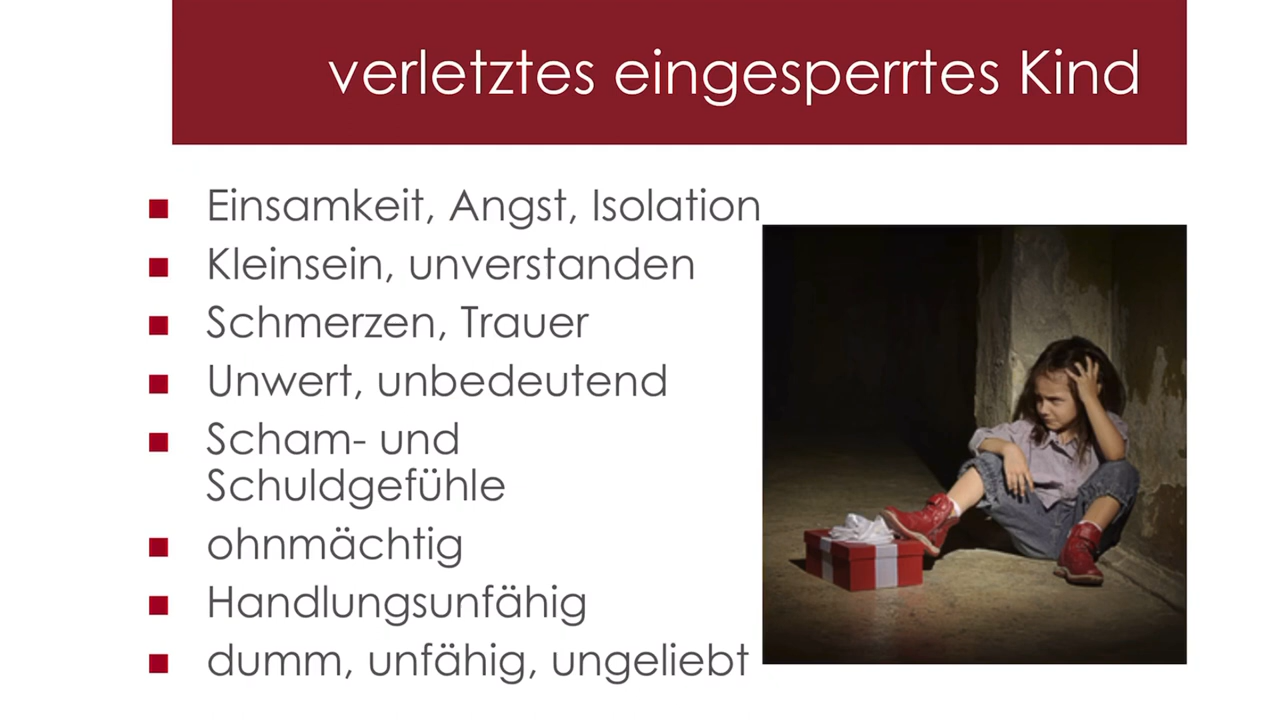 verletztes eingesperrtes Kind
Einsamkeit, Angst, Isolation
Kleinsein, unverstanden
Schmerzen, Trauer
Unwert, unbedeutend
Scham- und
Schuldgefühle
ohnmächtig
Handlungsunfähig
dumm, unfähig, ungeliebt